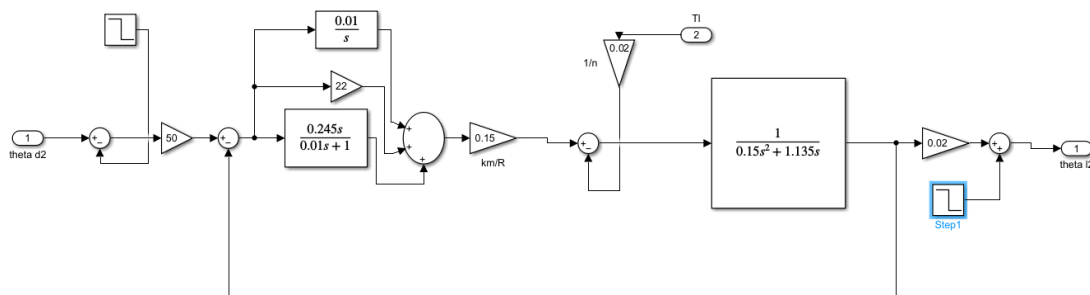 1
theta d2
+
−
50
+
−
0.01
s
22
0.245s
0.01s + 1
+
+
+
0.15
km/R
Tl
2
0.02
1/n
+
−
1
0.15s² + 1.135s
0.02
+
+
Step1
1
theta l2